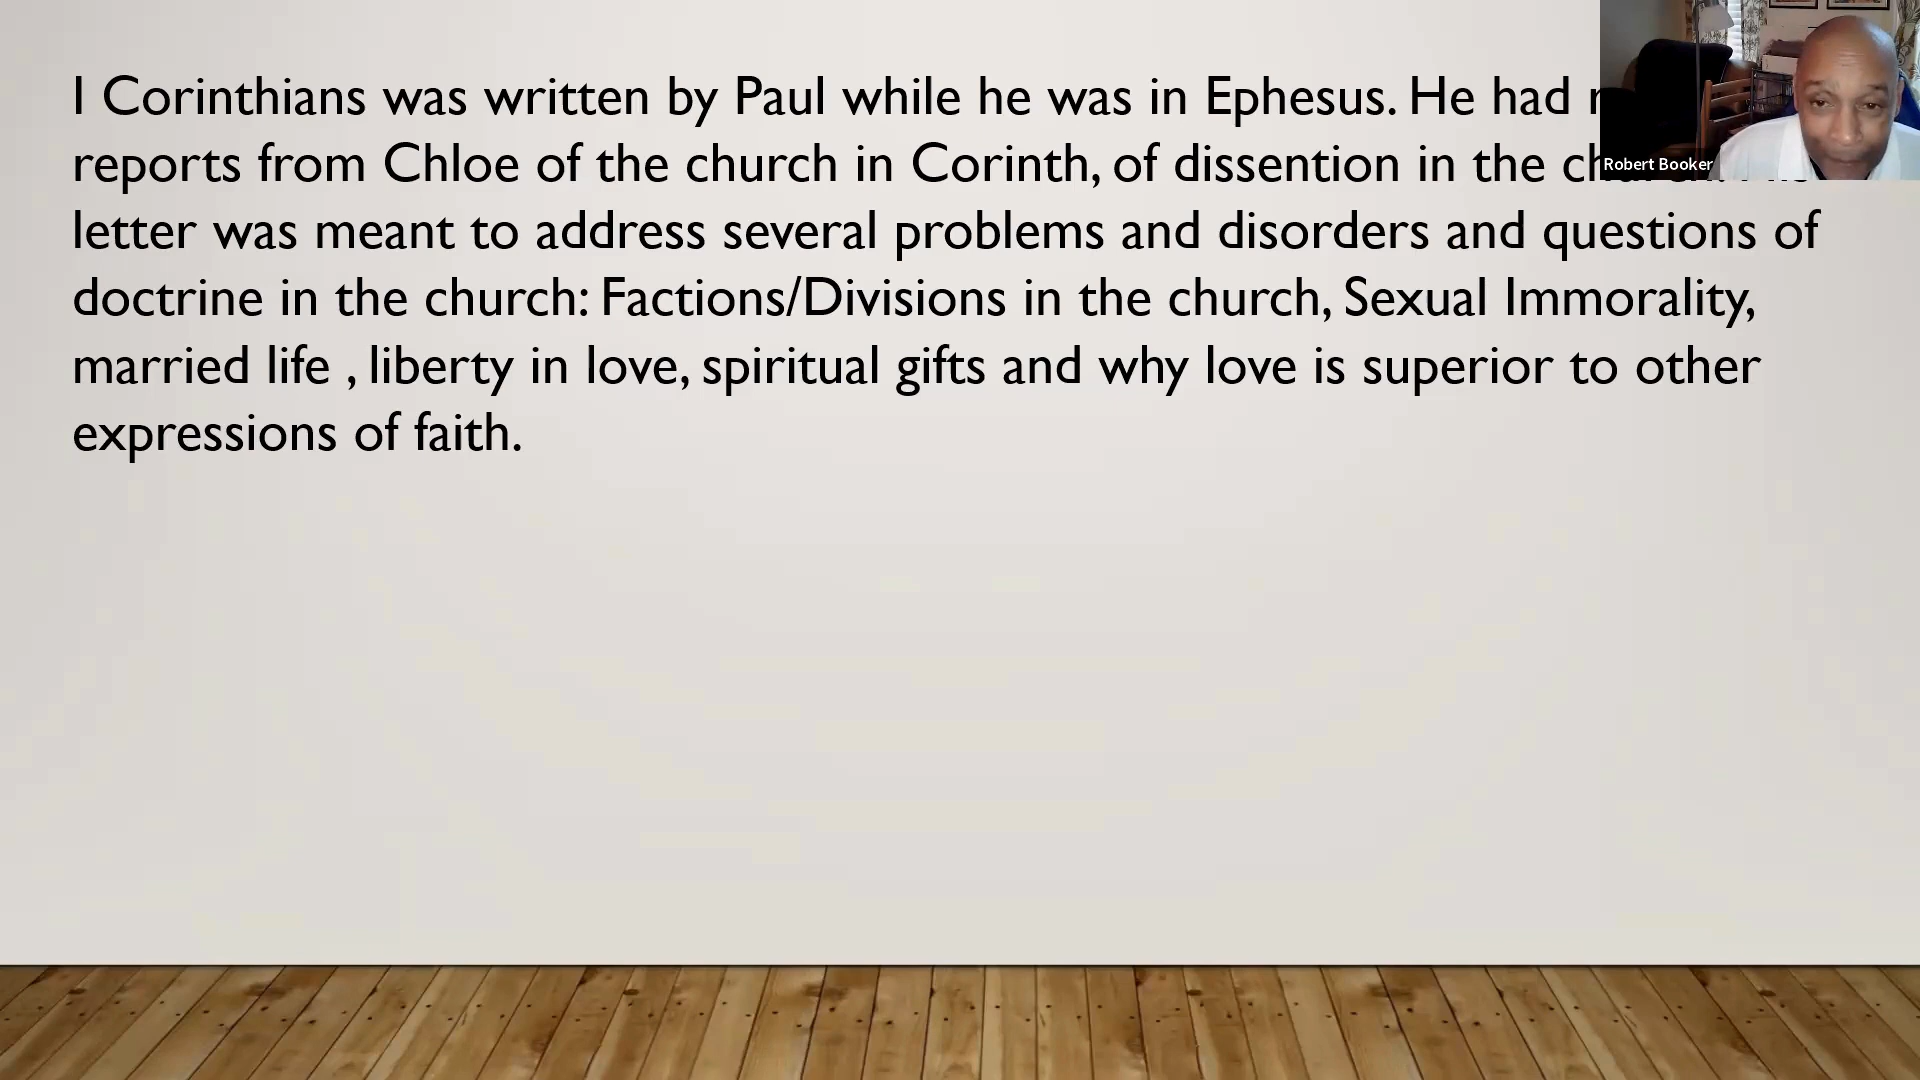 I Corinthians was written by Paul while he was in Ephesus. He had
reports from Chloe of the church in Corinth, of dissention in the
letter was meant to address several problems and disorders and questions of
doctrine in the church: Factions/Divisions in the church, Sexual Immorality,
married life , liberty in love, spiritual gifts and why love is superior to other
expressions of faith.
Robert Booker